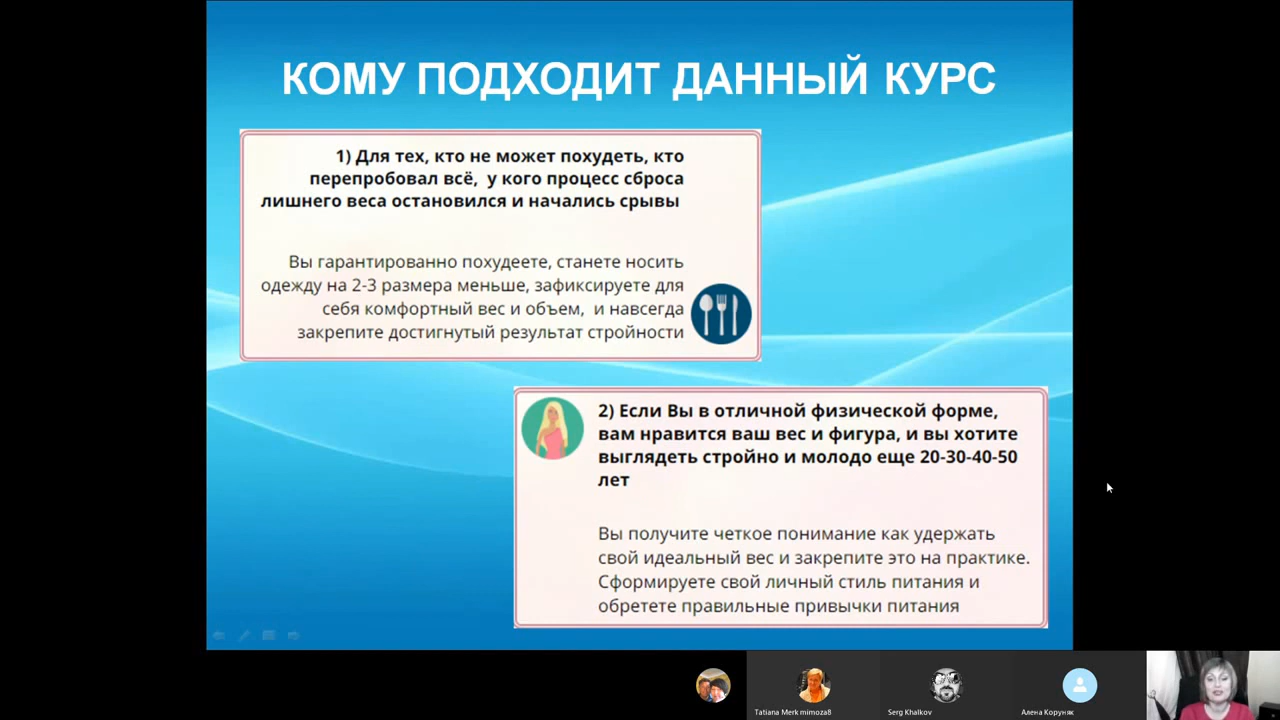 КОМУ ПОДХОДИТ ДАННЫЙ КУРС
1) Для тех, кто не может похудеть, кто
перепробовал всё, у кого процесс сброса
лишнего веса остановился и начались срывы
Вы гарантированно похудеете, станете носить
одежду на 2-3 размера меньше, зафиксируете для
себя комфортный вес и объем, и навсегда
закрепите достигнутый результат стройности
2) Если Вы в отличной физической форме,
вам нравится ваш вес и фигура, и вы хотите
выглядеть стройно и молодо еще 20-30-40-50
лет
Вы получите четкое понимание как удержать
свой идеальный вес и закрепите это на практике.
Сформируете свой личный стиль питания и
обретете правильные привычки питания
Tatiana Merk mimoza8
Serg Khalkov
Алена Коруняк